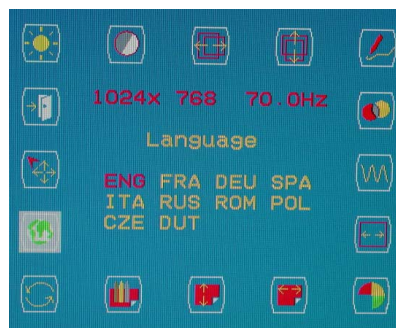 1024x 768 70.0Hz
Language
ENG FRA DEU SPA
ITA RUS ROM POL
CZE DUT